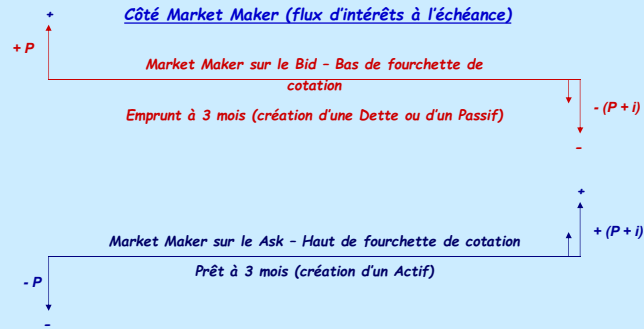 Côté Market Maker (flux d'intérêts à l'échéance)
+
+ P
Market Maker sur le Bid – Bas de fourchette de
cotation
Emprunt à 3 mois (création d'une Dette ou d'un Passif)
- (P + i)
-
+
+ (P + i)
Market Maker sur le Ask – Haut de fourchette de cotation
Prêt à 3 mois (création d'un Actif)
- P
-